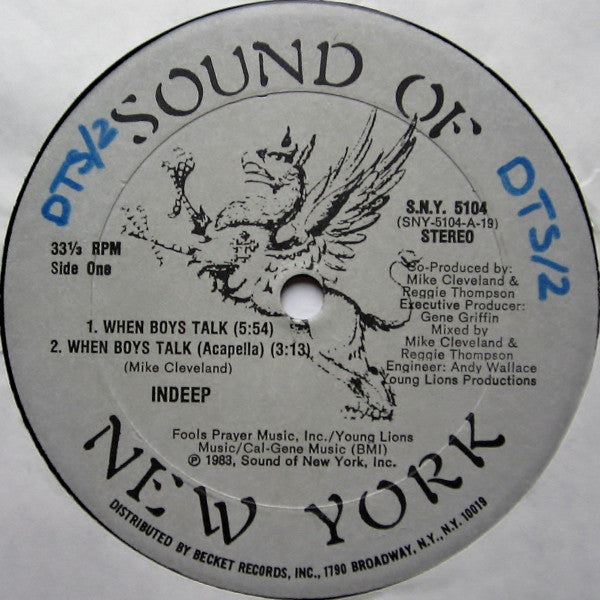 SOUND OF
DTS/2
DTS/2
S.N.Y. 5104
(SNY-5104-A-19)
STEREO
33⅓ RPM
Side One
Co-Produced by:
Mike Cleveland &
Reggie Thompson
Executive Producer:
Gene Griffin
Mixed by
Mike Cleveland &
Reggie Thompson
Engineer: Andy Wallace
Young Lions Productions
1. WHEN BOYS TALK (5:54)
2. WHEN BOYS TALK (Acapella) (3:13)
(Mike Cleveland)
INDEEP
Fools Prayer Music, Inc./Young Lions
Music/Cal-Gene Music (BMI)
℗ 1983, Sound of New York, Inc.
NEW YORK
DISTRIBUTED BY BECKET RECORDS, INC., 1790 BROADWAY, N.Y., N.Y. 10019